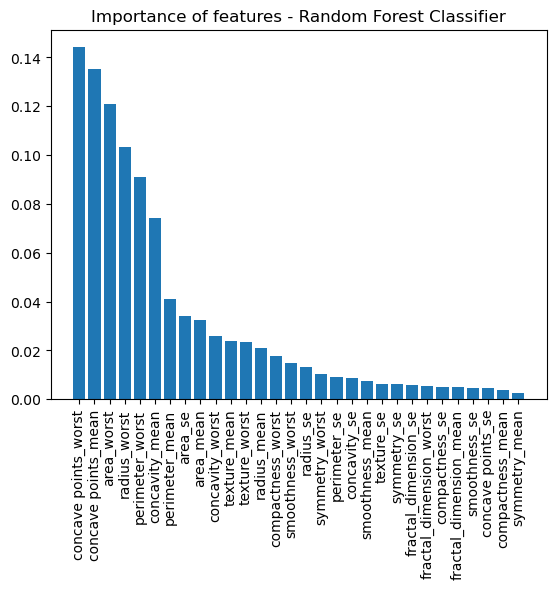 Importance of features - Random Forest Classifier
0.14
0.12
0.10
0.08
0.06
0.04
0.02
0.00
concave points_worst
concave points_mean
area_worst
radius_worst
perimeter_worst
concavity_mean
perimeter_mean
area_se
area_mean
concavity_worst
texture_mean
texture_worst
radius_mean
compactness_worst
smoothness_worst
radius_se
symmetry_worst
perimeter_se
concavity_se
smoothness_mean
texture_se
symmetry_se
fractal_dimension_se
fractal_dimension_worst
compactness_se
fractal_dimension_mean
smoothness_se
concave points_se
compactness_mean
symmetry_mean